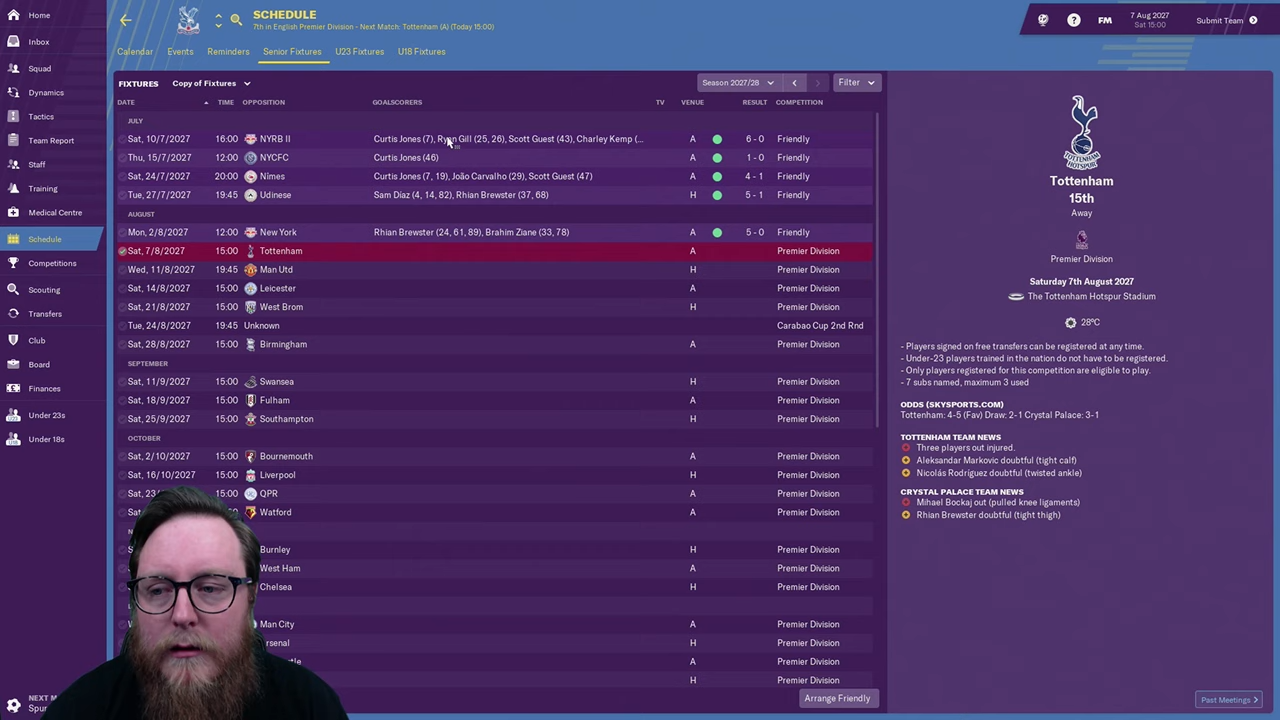 Home
Inbox
Squad
Dynamics
Tactics
Team Report
Staff
Training
Medical Centre
Schedule
Competitions
Scouting
Transfers
Club
Board
Finances
Under 23s
Under 18s
NEXT M
Spur
SCHEDULE
7th in English Premier Division - Next Match: Tottenham (A) (Today 15:00)
? FM 7 Aug 2027 Submit Team
Sat 15:00
Calendar Events Reminders Senior Fixtures U23 Fixtures U18 Fixtures
FIXTURES Copy of Fixtures Season 2027/28 Filter
DATE TIME OPPOSITION GOALSCORERS TV VENUE RESULT COMPETITION
JULY
Sat, 10/7/2027 16:00 NYRB II Curtis Jones (7), Ryan Gill (25, 26), Scott Guest (43), Charley Kemp (... A 6 - 0 Friendly
Thu, 15/7/2027 12:00 NYCFC Curtis Jones (46) A 1 - 0 Friendly
Sat, 24/7/2027 20:00 Nîmes Curtis Jones (7, 19), João Carvalho (29), Scott Guest (47) A 4 - 1 Friendly
Tue, 27/7/2027 19:45 Udinese Sam Díaz (4, 14, 82), Rhian Brewster (37, 68) H 5 - 1 Friendly
AUGUST
Mon, 2/8/2027 12:00 New York Rhian Brewster (24, 61, 89), Brahim Ziane (33, 78) A 5 - 0 Friendly
Sat, 7/8/2027 15:00 Tottenham A Premier Division
Wed, 11/8/2027 19:45 Man Utd H Premier Division
Sat, 14/8/2027 15:00 Leicester A Premier Division
Sat, 21/8/2027 15:00 West Brom H Premier Division
Tue, 24/8/2027 19:45 Unknown Carabao Cup 2nd Rnd
Sat, 28/8/2027 15:00 Birmingham A Premier Division
SEPTEMBER
Sat, 11/9/2027 15:00 Swansea H Premier Division
Sat, 18/9/2027 15:00 Fulham A Premier Division
Sat, 25/9/2027 15:00 Southampton H Premier Division
OCTOBER
Sat, 2/10/2027 15:00 Bournemouth A Premier Division
Sat, 16/10/2027 15:00 Liverpool H Premier Division
Sat, 23/ 15:00 QPR A Premier Division
Watford A Premier Division
Burnley H Premier Division
West Ham A Premier Division
Chelsea H Premier Division
Man City A Premier Division
rsenal H Premier Division
tle A Premier Division
H Premier Division
Arrange Friendly
Tottenham
15th
Away
Premier Division
Saturday 7th August 2027
The Tottenham Hotspur Stadium
28°C
- Players signed on free transfers can be registered at any time.
- Under-23 players trained in the nation do not have to be registered.
- Only players registered for this competition are eligible to play.
- 7 subs named, maximum 3 used
ODDS (SKYSPORTS.COM)
Tottenham: 4-5 (Fav) Draw: 2-1 Crystal Palace: 3-1
TOTTENHAM TEAM NEWS
Three players out injured.
Aleksandar Markovic doubtful (tight calf)
Nicolás Rodríguez doubtful (twisted ankle)
CRYSTAL PALACE TEAM NEWS
Mihael Bockaj out (pulled knee ligaments)
Rhian Brewster doubtful (tight thigh)
Past Meetings